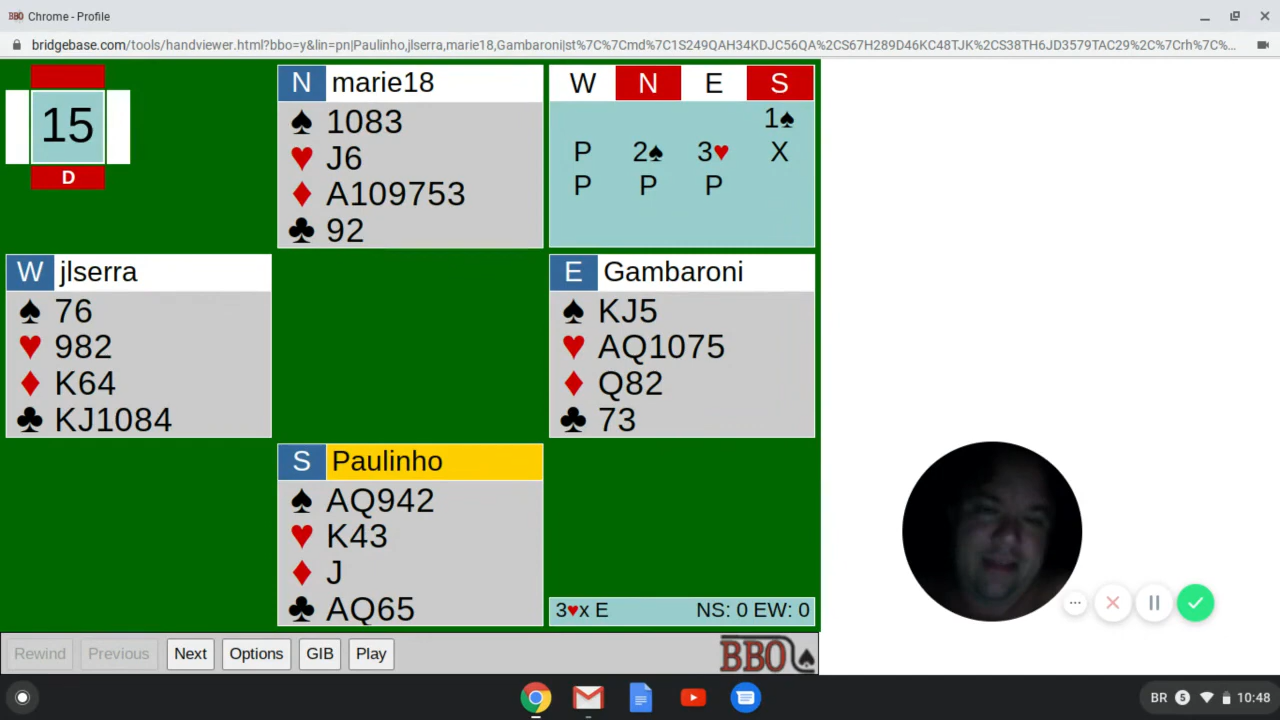 BBO Chrome - Profile
bridgebase.com/tools/handviewer.html?bbo=y&lin=pn|Paulinho,jlserra,marie18,Gambaroni|st%7C%7Cmd%7C1S249QAH34KDJC56QA%2CS67H289D46KC48TJK%2CS38TH6JD3579TAC29%2C%7Crh%7C%...
15
D
N marie18
♠ 1083
♥ J6
♦ A109753
♣ 92
W N E S
1♠
P 2♠ 3♥ X
P P P
W jlserra
♠ 76
♥ 982
♦ K64
♣ KJ1084
E Gambaroni
♠ KJ5
♥ AQ1075
♦ Q82
♣ 73
S Paulinho
♠ AQ942
♥ K43
♦ J
♣ AQ65
3♥x E NS: 0 EW: 0
Rewind Previous Next Options GIB Play BBO
BR 5 10:48